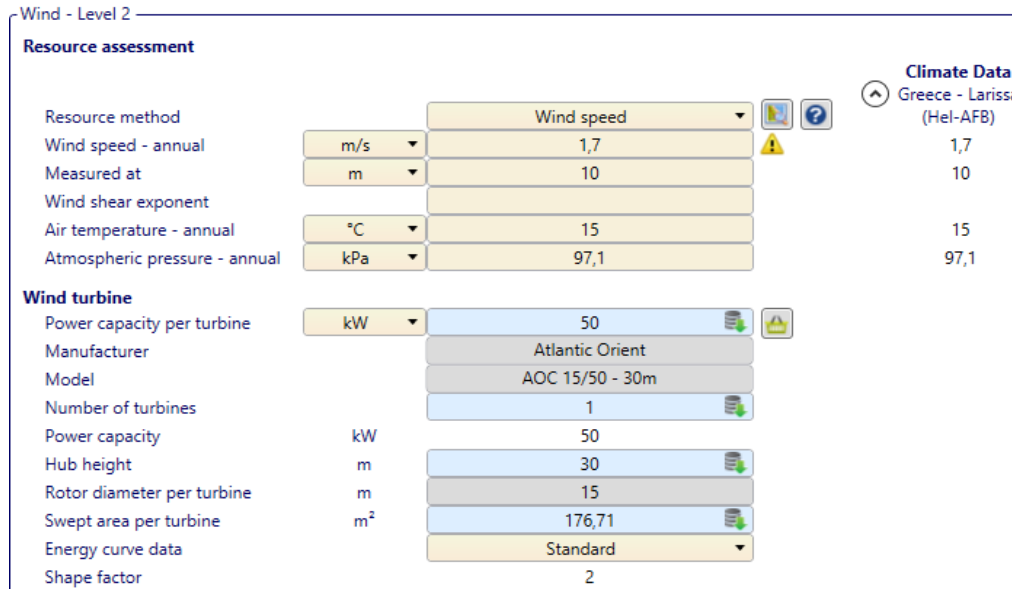 Wind - Level 2
Resource assessment
Climate Data
Greece - Larissa
Resource method Wind speed (Hel-AFB)
Wind speed - annual m/s 1,7 1,7
Measured at m 10 10
Wind shear exponent
Air temperature - annual °C 15 15
Atmospheric pressure - annual kPa 97,1 97,1
Wind turbine
Power capacity per turbine kW 50
Manufacturer Atlantic Orient
Model AOC 15/50 - 30m
Number of turbines 1
Power capacity kW 50
Hub height m 30
Rotor diameter per turbine m 15
Swept area per turbine m² 176,71
Energy curve data Standard
Shape factor 2